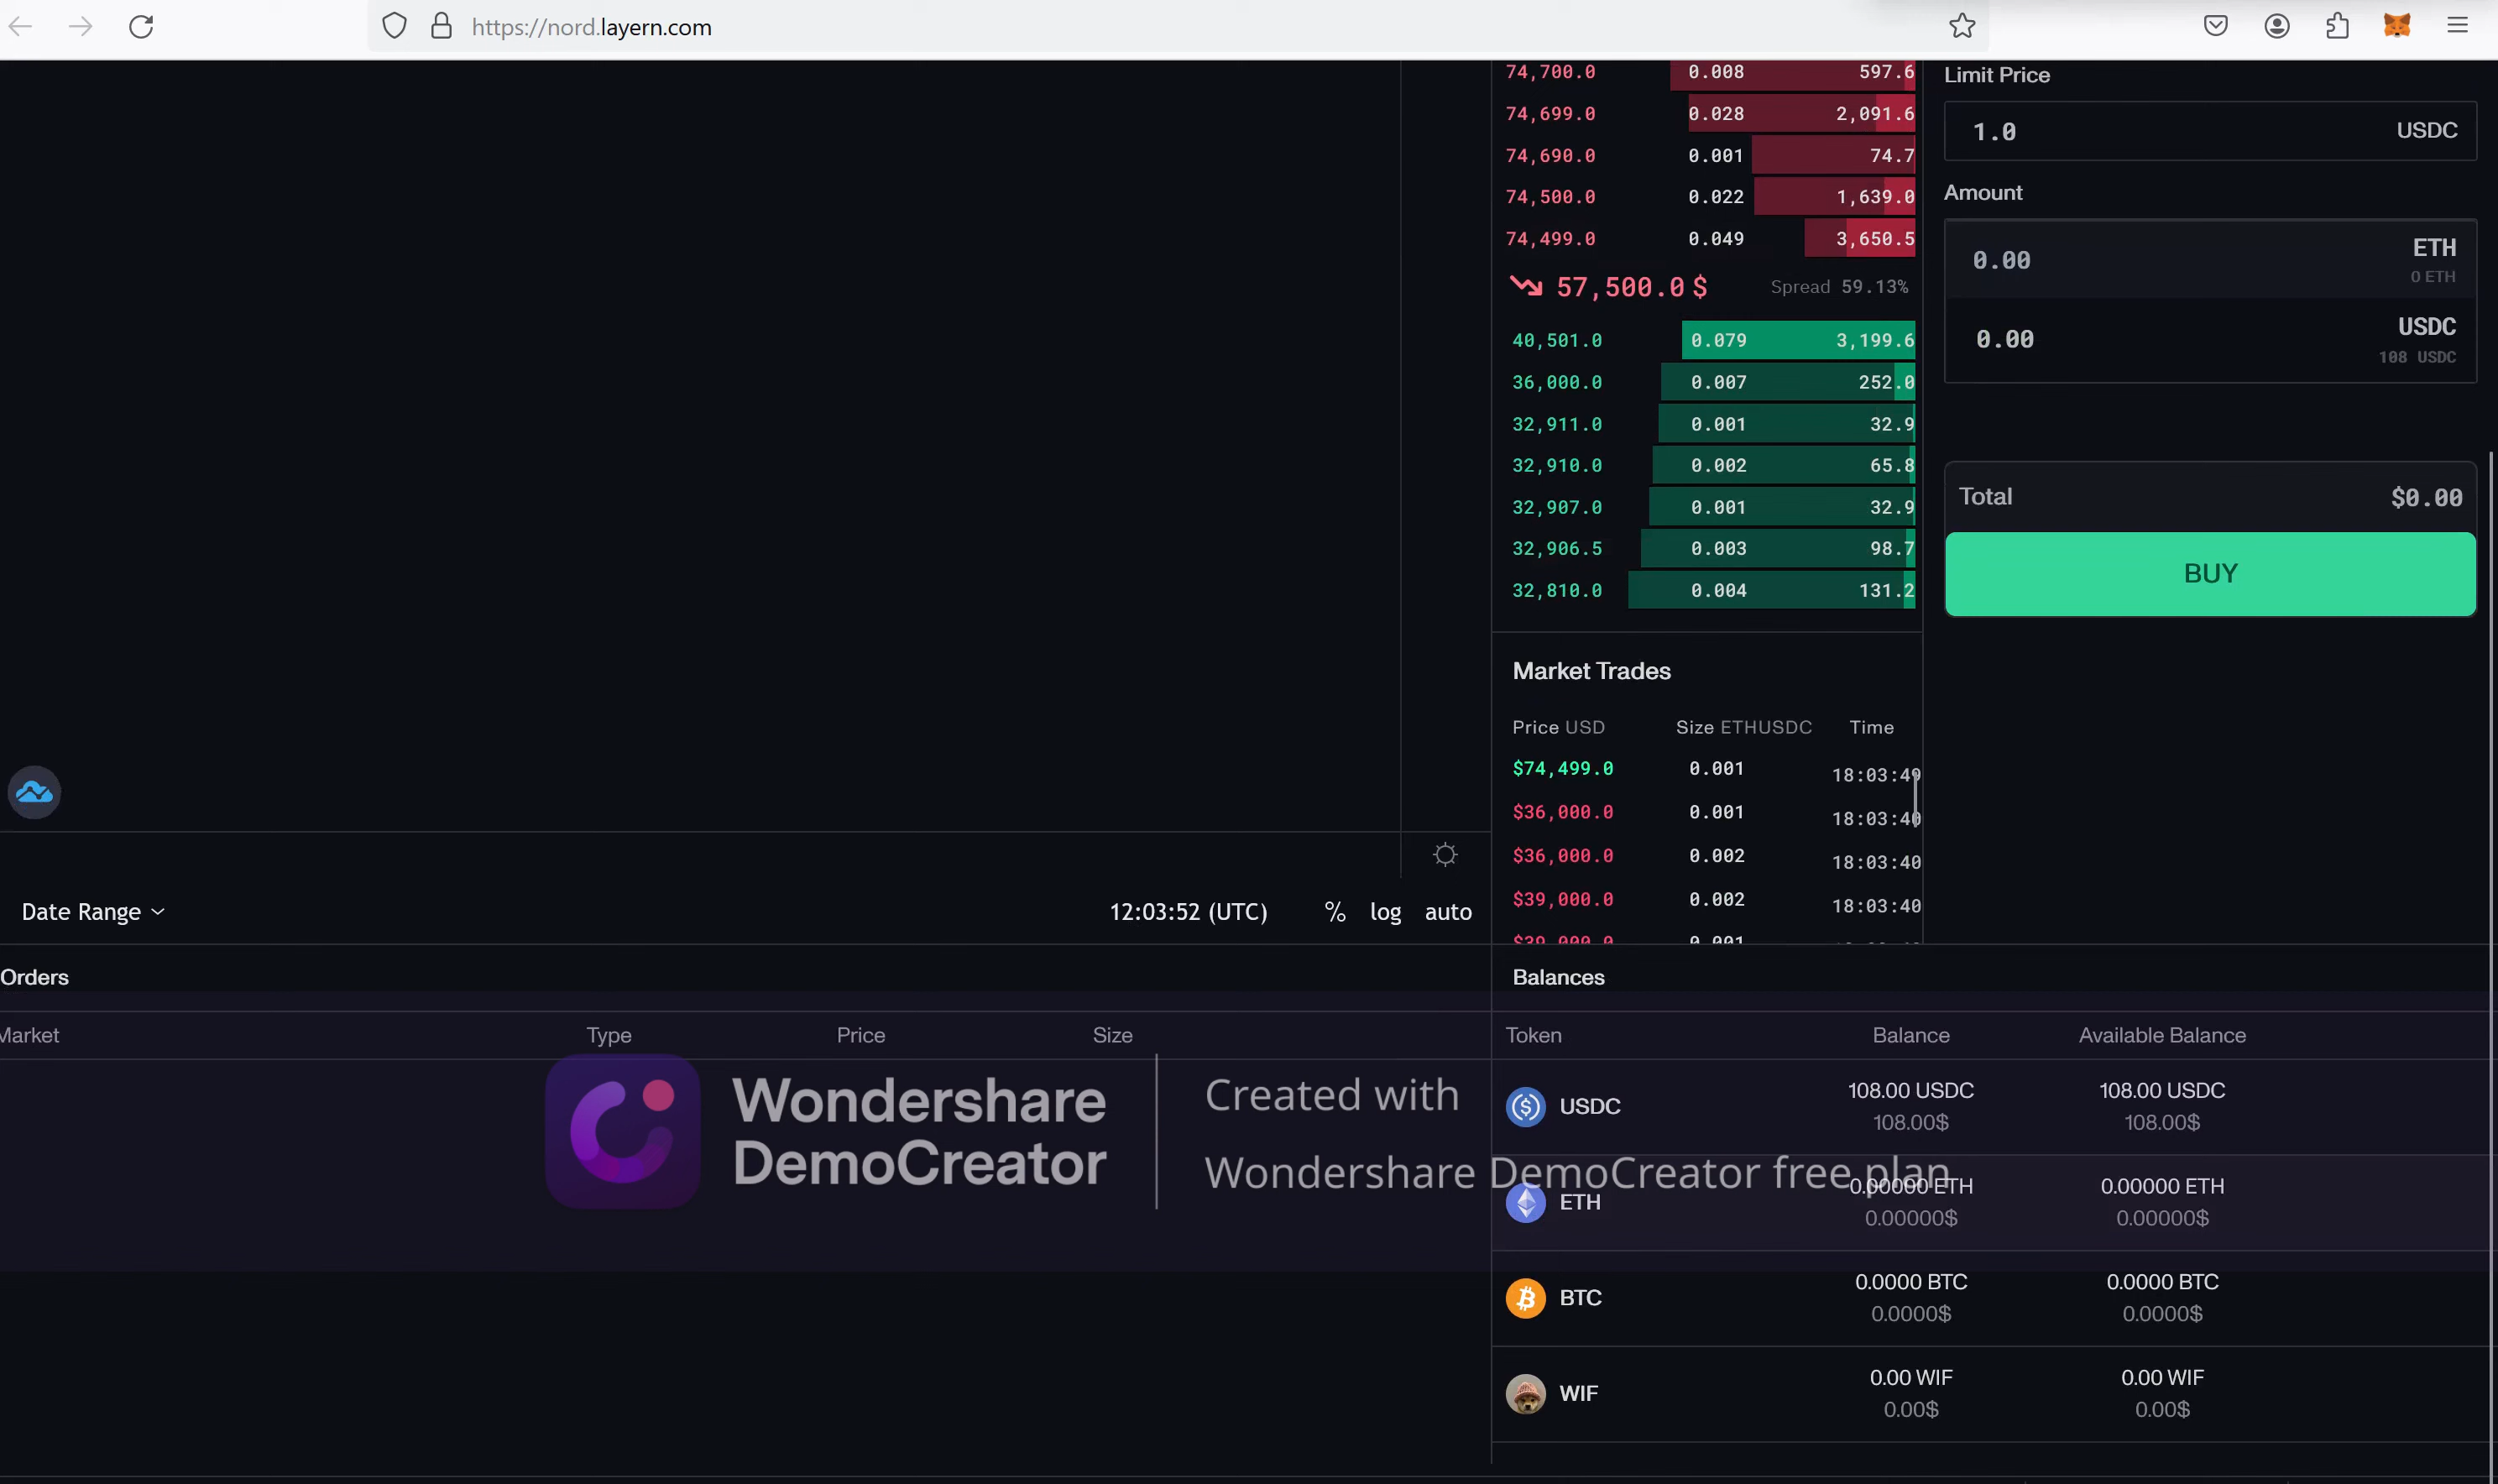 https://nord.layern.com
74,700.0 0.008 597.6
74,699.0 0.028 2,091.6
74,690.0 0.001 74.7
74,500.0 0.022 1,639.0
74,499.0 0.049 3,650.5
57,500.0 $ Spread 59.13%
40,501.0 0.079 3,199.6
36,000.0 0.007 252.0
32,911.0 0.001 32.9
32,910.0 0.002 65.8
32,907.0 0.001 32.9
32,906.5 0.003 98.7
32,810.0 0.004 131.2
Limit Price
1.0 USDC
Amount
0.00 ETH
0 ETH
0.00 USDC
108 USDC
Total $0.00
BUY
Market Trades
Price USD Size ETHUSDC Time
$74,499.0 0.001 18:03:49
$36,000.0 0.001 18:03:40
$36,000.0 0.002 18:03:40
$39,000.0 0.002 18:03:40
$39,000.0 0.001
Date Range 12:03:52 (UTC) % log auto
Orders
Market Type Price Size
Wondershare
DemoCreator
Created with
Wondershare DemoCreator free plan
Balances
Token Balance Available Balance
USDC 108.00 USDC 108.00 USDC
108.00$ 108.00$
ETH 0.00000 ETH 0.00000 ETH
0.00000$ 0.00000$
BTC 0.0000 BTC 0.0000 BTC
0.0000$ 0.0000$
WIF 0.00 WIF 0.00 WIF
0.00$ 0.00$